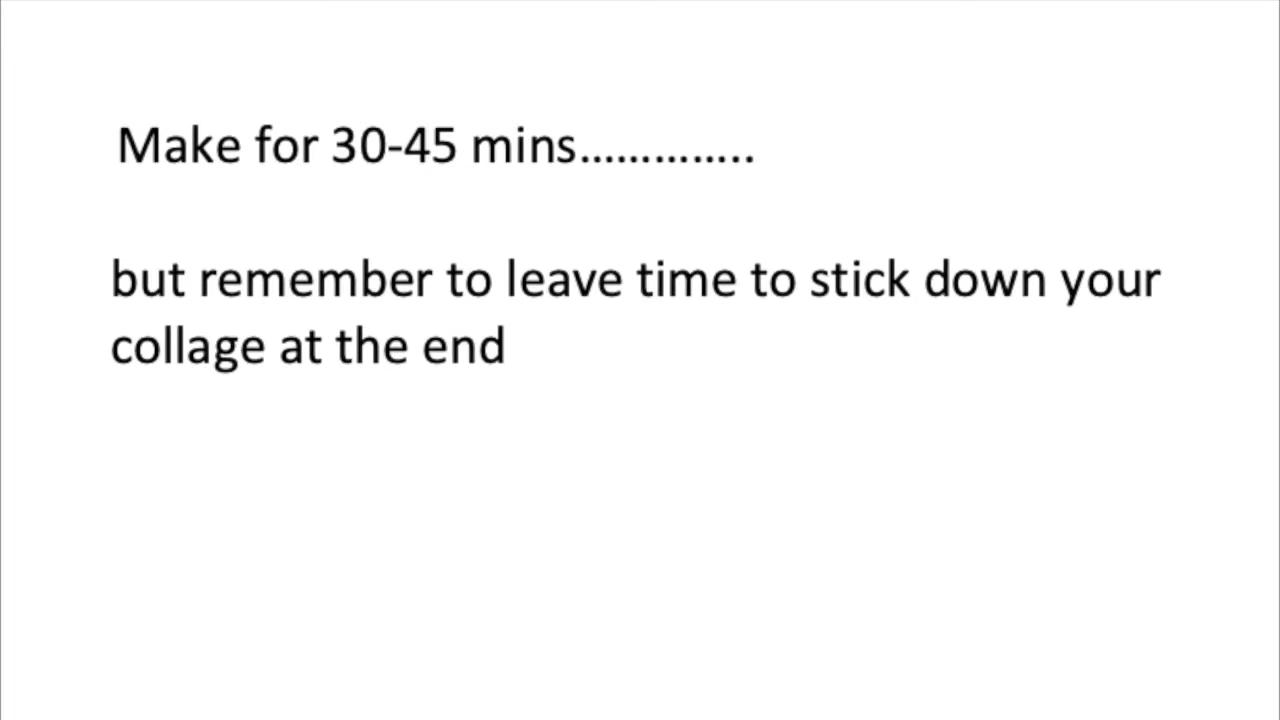 Make for 30-45 mins…………..
but remember to leave time to stick down your
collage at the end